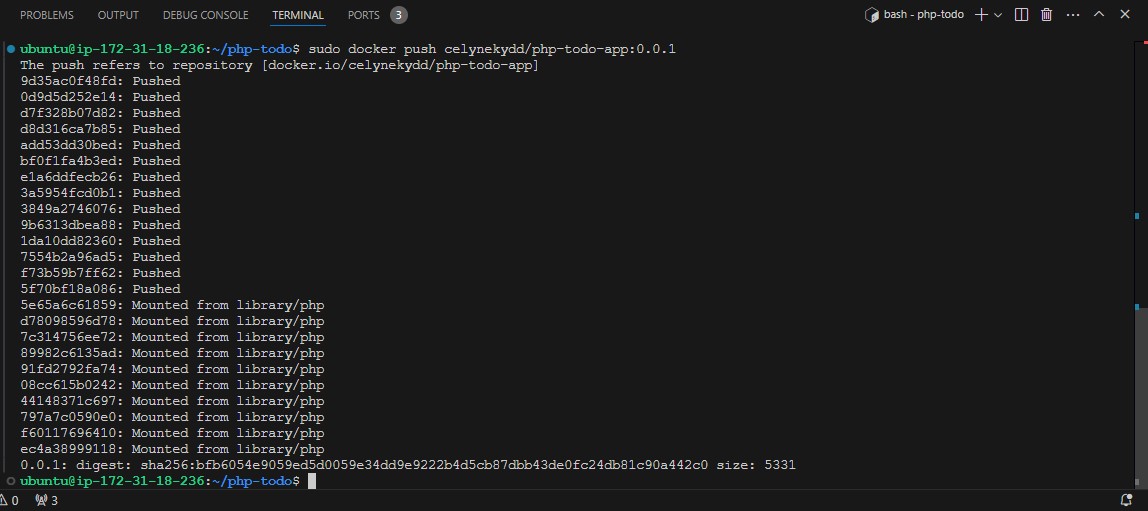 PROBLEMS OUTPUT DEBUG CONSOLE TERMINAL PORTS 3 bash - php-todo
ubuntu@ip-172-31-18-236:~/php-todo$ sudo docker push celynekydd/php-todo-app:0.0.1
The push refers to repository [docker.io/celynekydd/php-todo-app]
9d35ac0f48fd: Pushed
0d9d5d252e14: Pushed
d7f328b07d82: Pushed
d8d316ca7b85: Pushed
add53dd30bed: Pushed
bf0f1fa4b3ed: Pushed
e1a6ddfecb26: Pushed
3a5954fcd0b1: Pushed
3849a2746076: Pushed
9b6313dbea88: Pushed
1da10dd82360: Pushed
7554b2a96ad5: Pushed
f73b59b7ff62: Pushed
5f70bf18a086: Pushed
5e65a6c61859: Mounted from library/php
d78098596d78: Mounted from library/php
7c314756ee72: Mounted from library/php
89982c6135ad: Mounted from library/php
91fd2792fa74: Mounted from library/php
08cc615b0242: Mounted from library/php
44148371c697: Mounted from library/php
797a7c0590e0: Mounted from library/php
f60117696410: Mounted from library/php
ec4a38999118: Mounted from library/php
0.0.1: digest: sha256:bfb6054e9059ed5d0059e34dd9e9222b4d5cb87dbb43de0fc24db81c90a442c0 size: 5331
ubuntu@ip-172-31-18-236:~/php-todo$
0 3